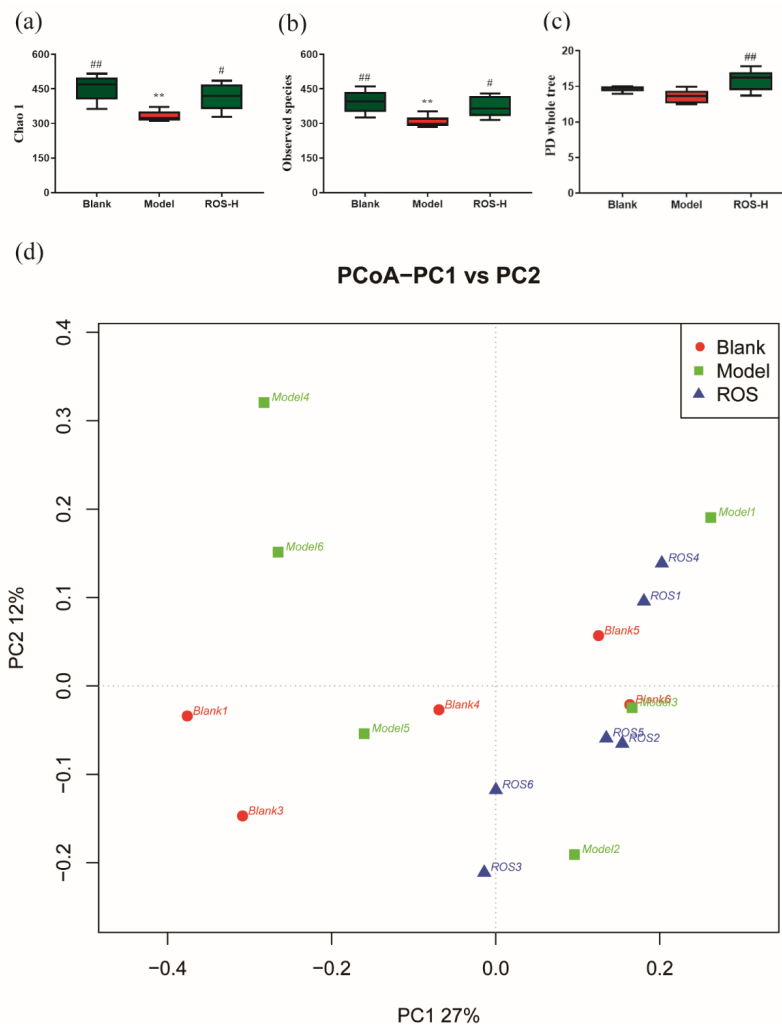 (a)
(b)
(c)
600
450
300
150
0
Chao 1
##
**
#
Blank
Model
ROS-H
600
450
300
150
0
Observed species
##
**
#
Blank
Model
ROS-H
20
15
10
5
0
PD whole tree
##
Blank
Model
ROS-H
(d)
PCoA−PC1 vs PC2
Blank
Model
ROS
0.4
0.3
0.2
0.1
0.0
−0.1
−0.2
PC2 12%
Model4
Model1
Model6
ROS4
ROS1
Blank5
Blank6
Model3
Blank1
Blank4
Model5
ROS5
ROS2
ROS6
Blank3
Model2
ROS3
−0.4
−0.2
0.0
0.2
PC1 27%